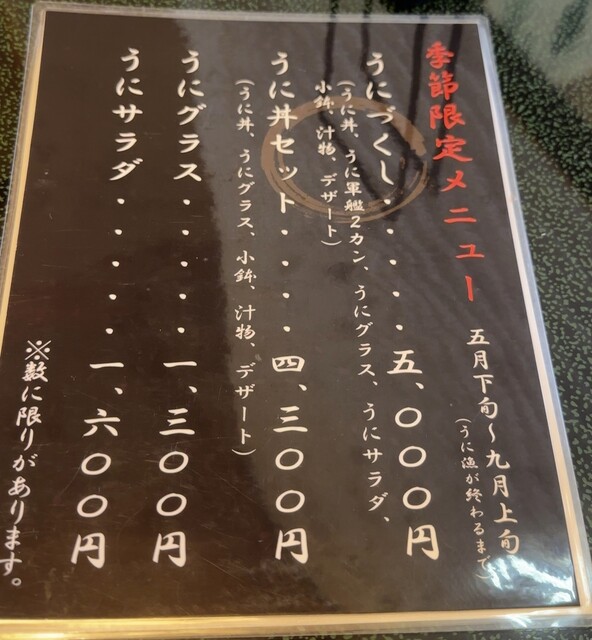 季節限定メニュー
五月下旬～九月上旬
(うに漁が終わるまで)
うにづくし・・・・・五、〇〇〇円
(うに丼、うに軍艦2カン、うにグラス、うにサラダ、
小鉢、汁物、デザート)
うに丼セット・・・・四、三〇〇円
(うに丼、うにグラス、小鉢、汁物、デザート)
うにグラス・・・・・一、三〇〇円
うにサラダ・・・・・一、六〇〇円
※数に限りがあります。